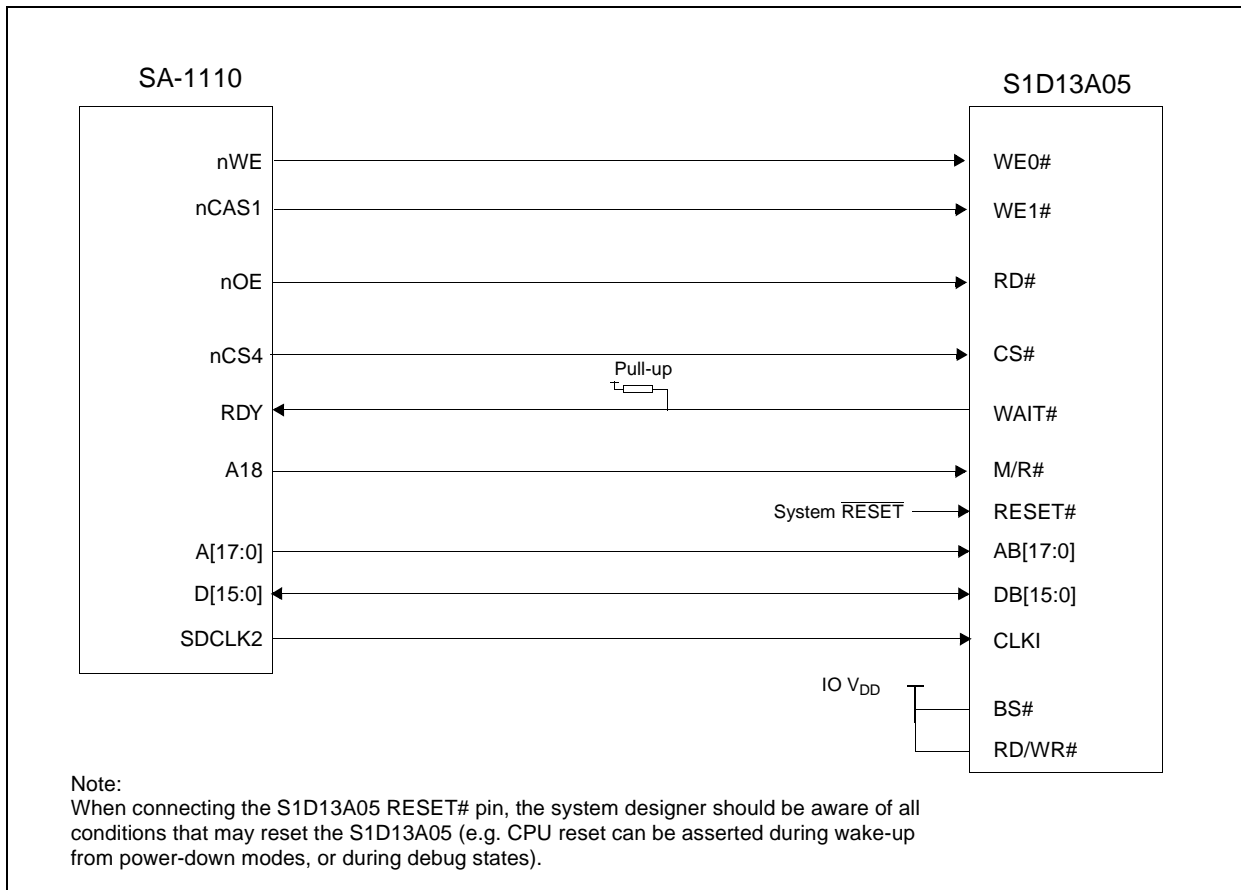 SA-1110
S1D13A05
nWE
WE0#
nCAS1
WE1#
nOE
RD#
nCS4
CS#
Pull-up
RDY
WAIT#
A18
M/R#
System RESET
RESET#
A[17:0]
AB[17:0]
D[15:0]
DB[15:0]
SDCLK2
CLKI
IO VDD
BS#
RD/WR#
Note:
When connecting the S1D13A05 RESET# pin, the system designer should be aware of all
conditions that may reset the S1D13A05 (e.g. CPU reset can be asserted during wake-up
from power-down modes, or during debug states).